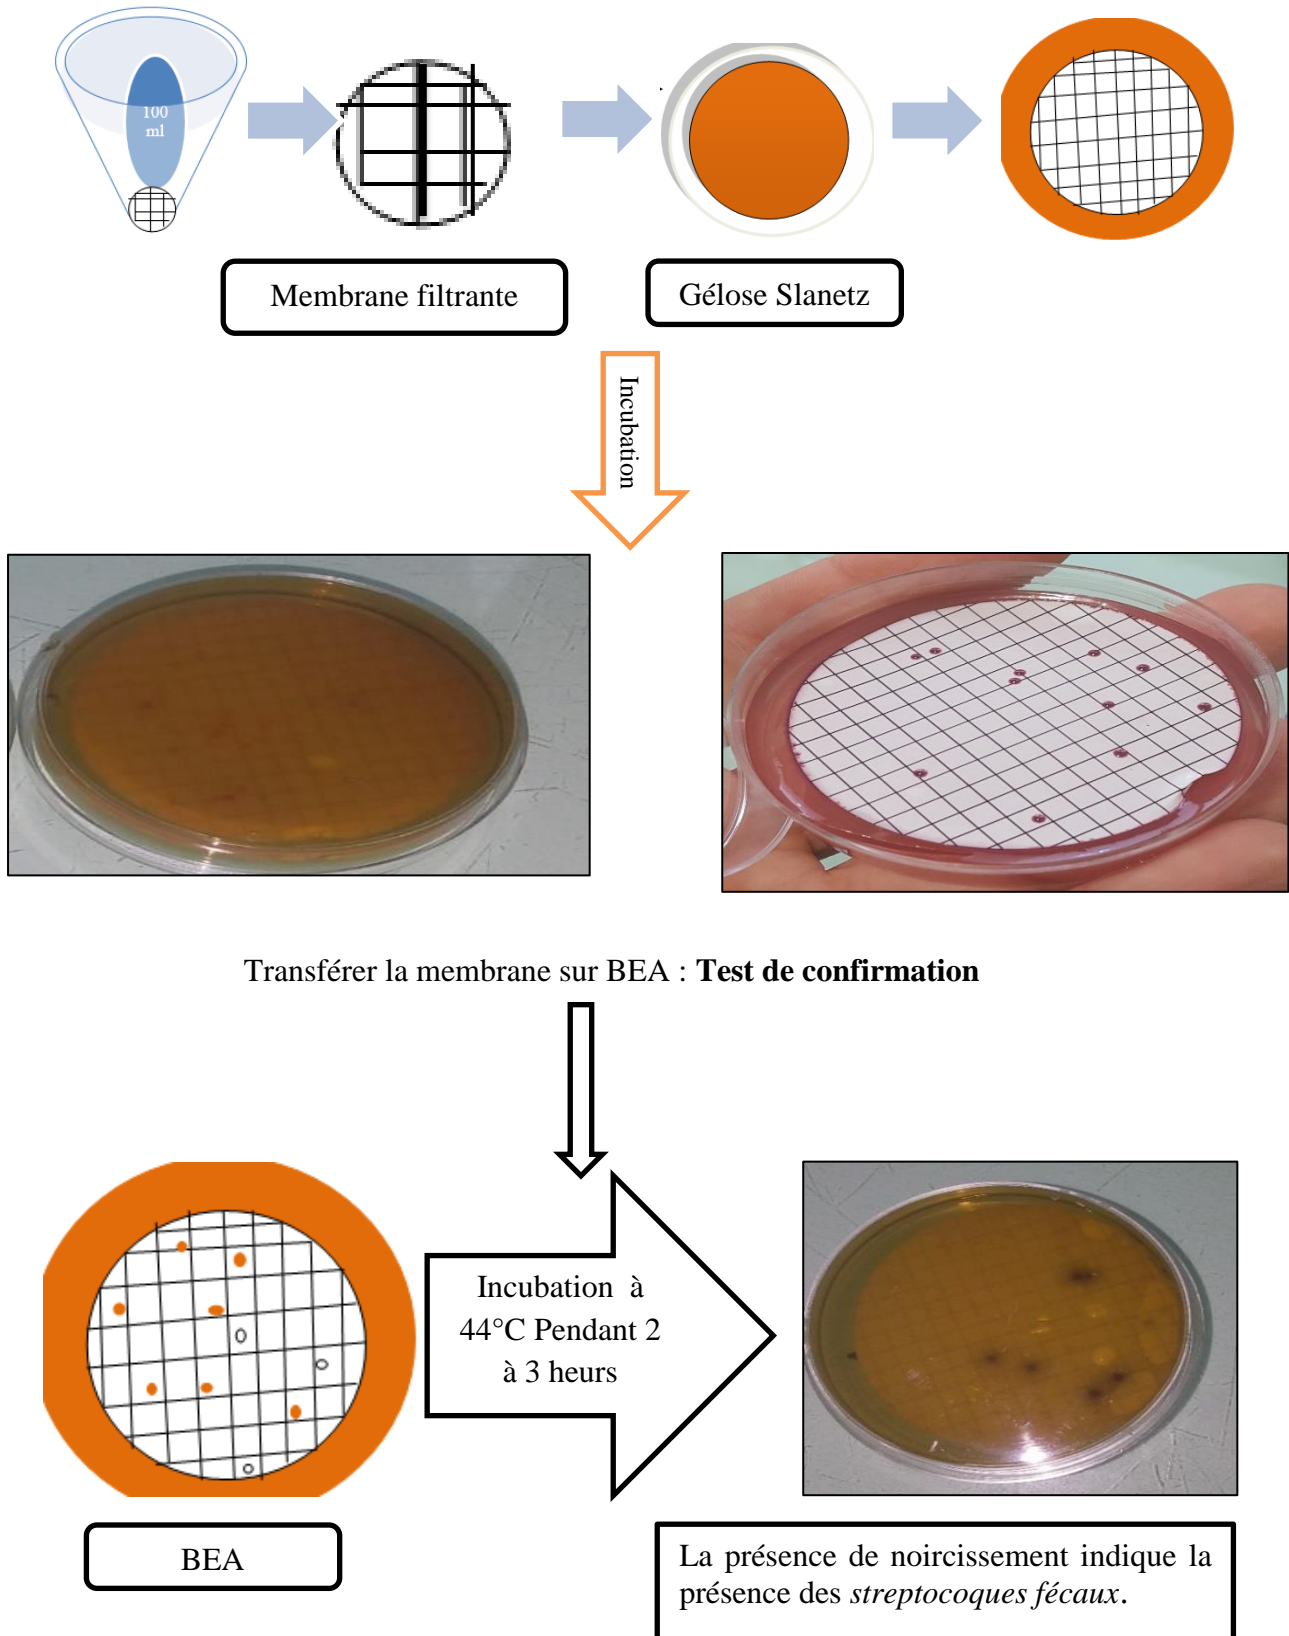 100
ml
Membrane filtrante
Gélose Slanetz
Incubation
Transférer la membrane sur BEA : Test de confirmation
Incubation à
44°C Pendant 2
à 3 heurs
BEA
La présence de noircissement indique la
présence des streptocoques fécaux.